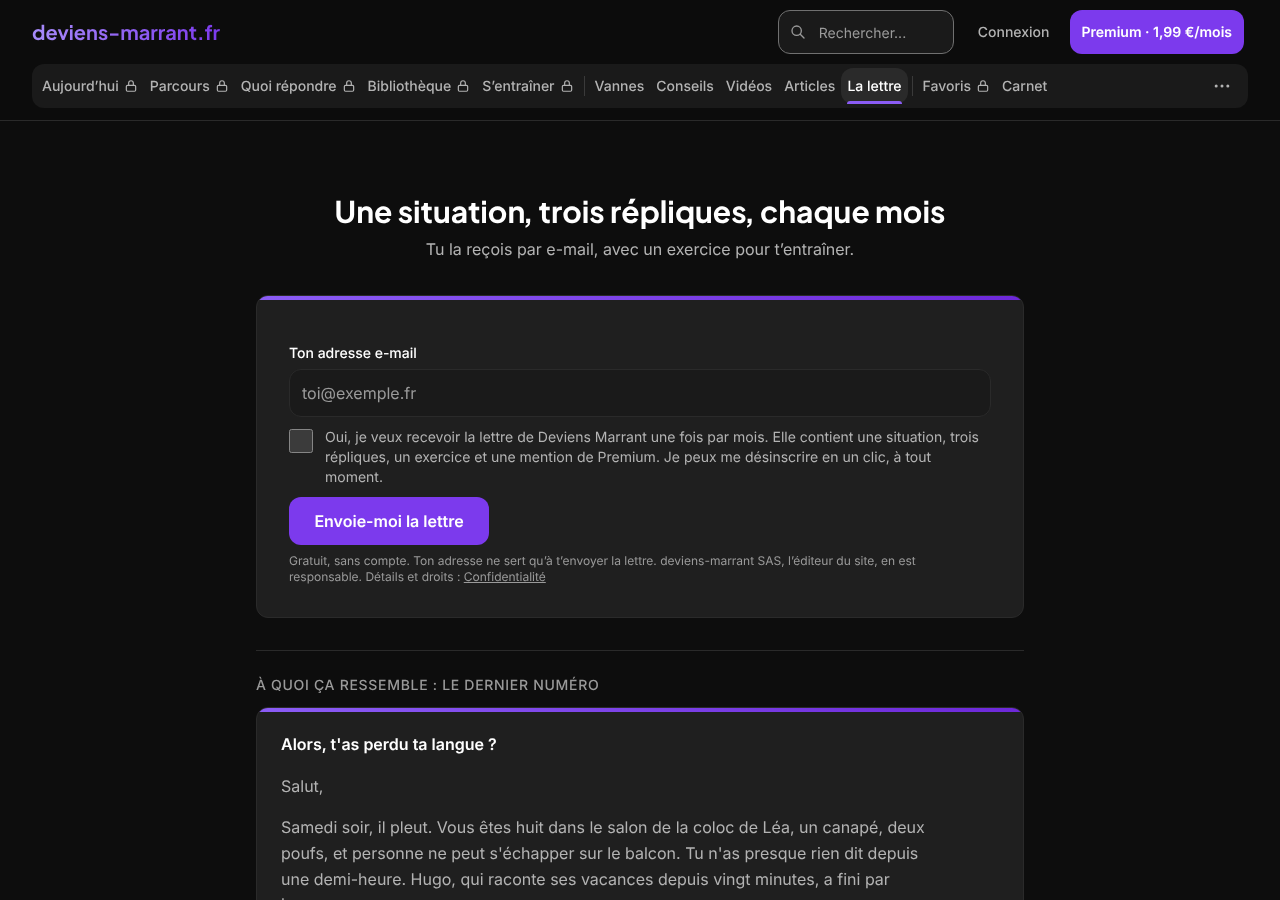 deviens-marrant.fr
Rechercher...
Connexion
Premium · 1,99 €/mois
Aujourd’hui
Parcours
Quoi répondre
Bibliothèque
S’entraîner
Vannes
Conseils
Vidéos
Articles
La lettre
Favoris
Carnet
Une situation, trois répliques, chaque mois
Tu la reçois par e-mail, avec un exercice pour t’entraîner.
Ton adresse e-mail
toi@exemple.fr
Oui, je veux recevoir la lettre de Deviens Marrant une fois par mois. Elle contient une situation, trois
répliques, un exercice et une mention de Premium. Je peux me désinscrire en un clic, à tout
moment.
Envoie-moi la lettre
Gratuit, sans compte. Ton adresse ne sert qu’à t’envoyer la lettre. deviens-marrant SAS, l’éditeur du site, en est
responsable. Détails et droits : Confidentialité
À QUOI ÇA RESSEMBLE : LE DERNIER NUMÉRO
Alors, t'as perdu ta langue ?
Salut,
Samedi soir, il pleut. Vous êtes huit dans le salon de la coloc de Léa, un canapé, deux
poufs, et personne ne peut s'échapper sur le balcon. Tu n'as presque rien dit depuis
une demi-heure. Hugo, qui raconte ses vacances depuis vingt minutes, a fini par